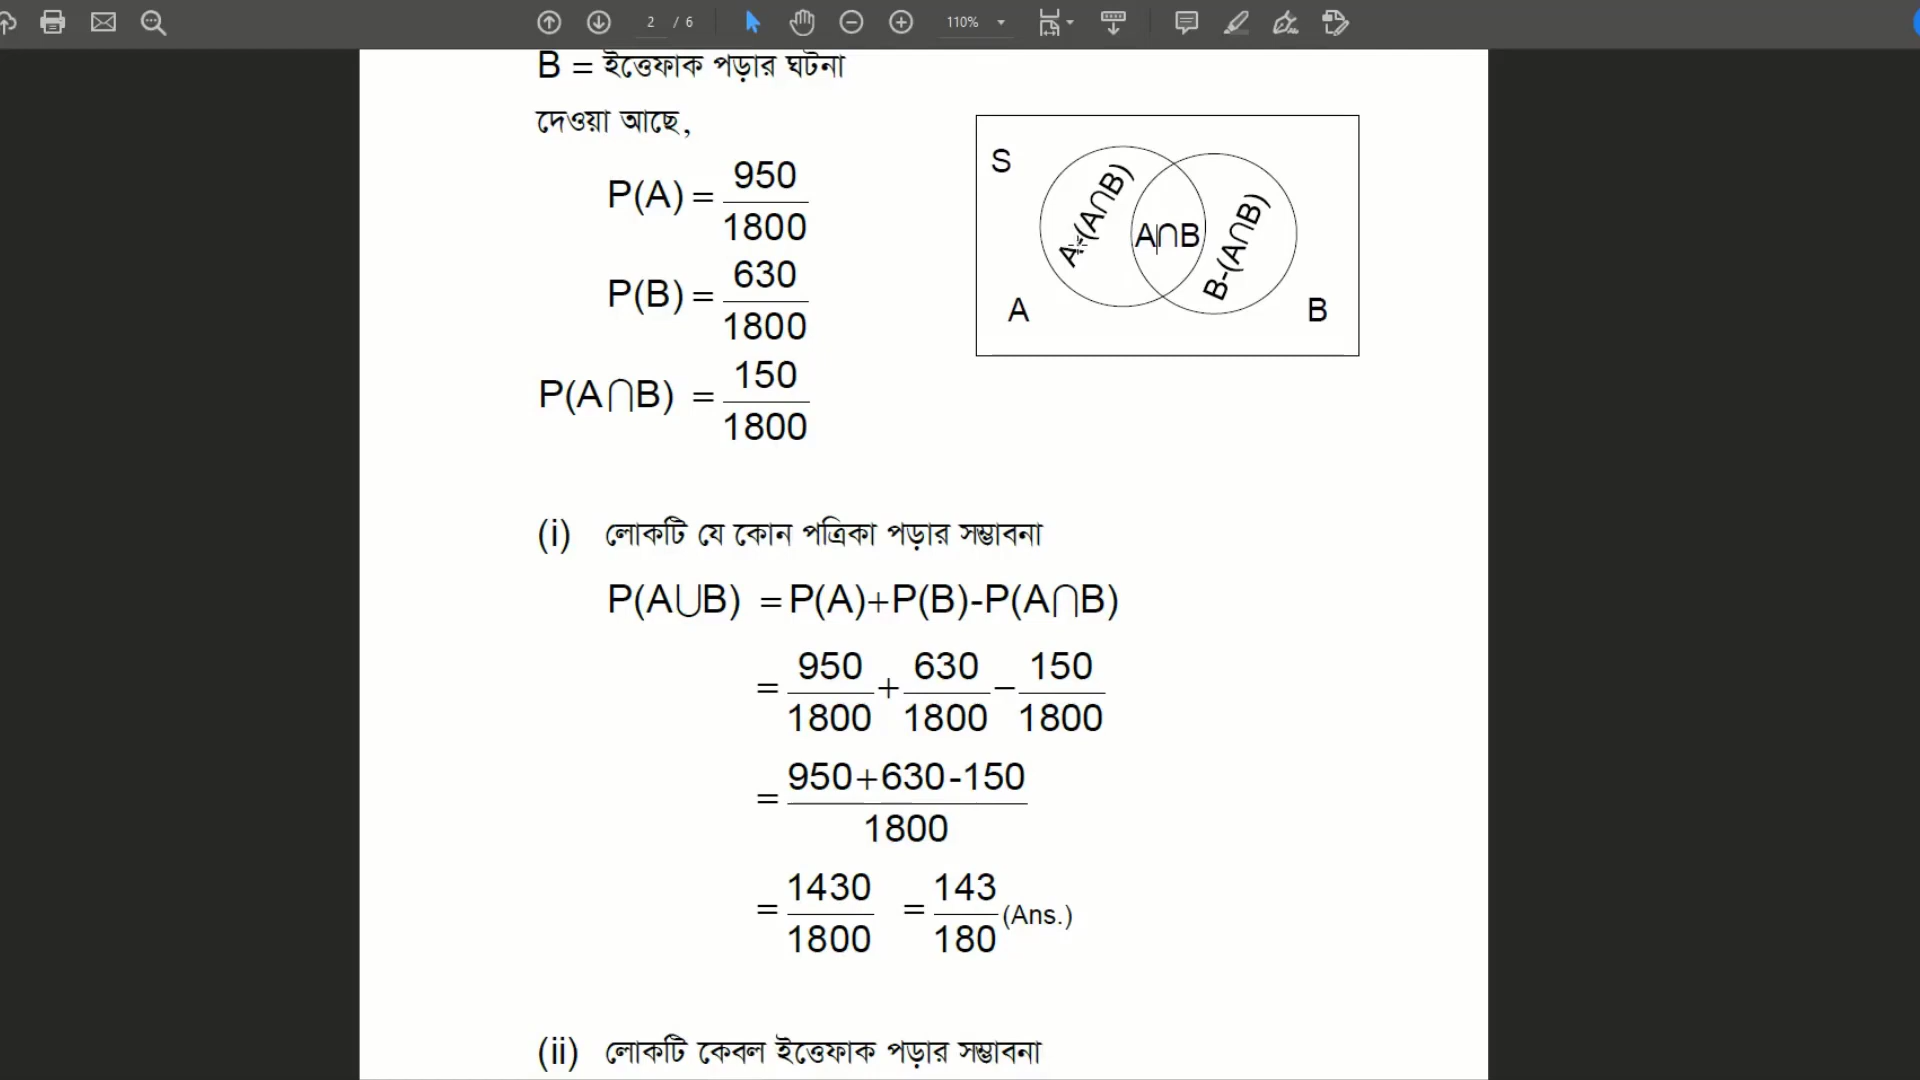 2 / 6
110%
B = ইত্তেফাক পড়ার ঘটনা
দেওয়া আছে,
P(A) = 950/1800
P(B) = 630/1800
P(A∩B) = 150/1800
S
A-(A∩B)
A∩B
B-(A∩B)
A
B
(i) লোকটি যে কোন পত্রিকা পড়ার সম্ভাবনা
P(A∪B) =P(A)+P(B)-P(A∩B)
= 950/1800 + 630/1800 − 150/1800
= 950+630-150/1800
= 1430/1800 = 143/180 (Ans.)
(ii) লোকটি কেবল ইত্তেফাক পড়ার সম্ভাবনা